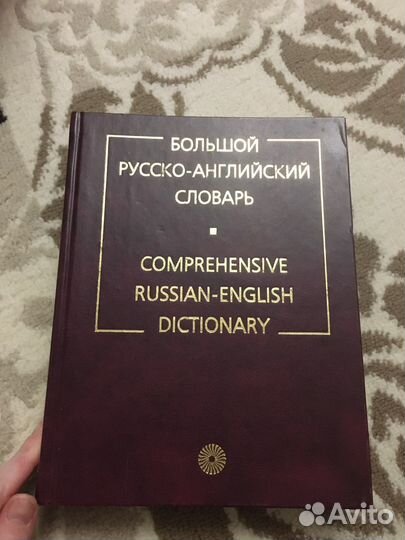 БОЛЬШОЙ
РУССКО-АНГЛИЙСКИЙ
СЛОВАРЬ
COMPREHENSIVE
RUSSIAN-ENGLISH
DICTIONARY
Avito